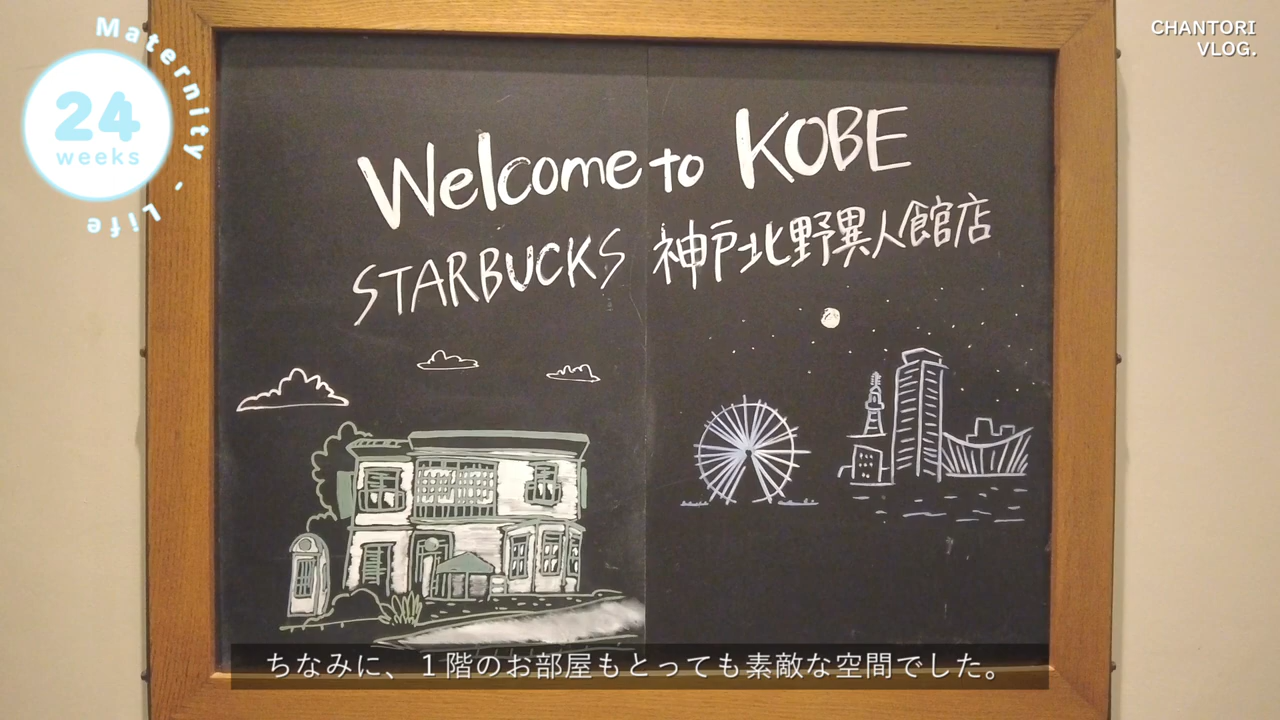 Maternity · Life
24
weeks
CHANTORI
VLOG.
Welcome to KOBE
STARBUCKS 神戸北野異人館店
ちなみに、１階のお部屋もとっても素敵な空間でした。